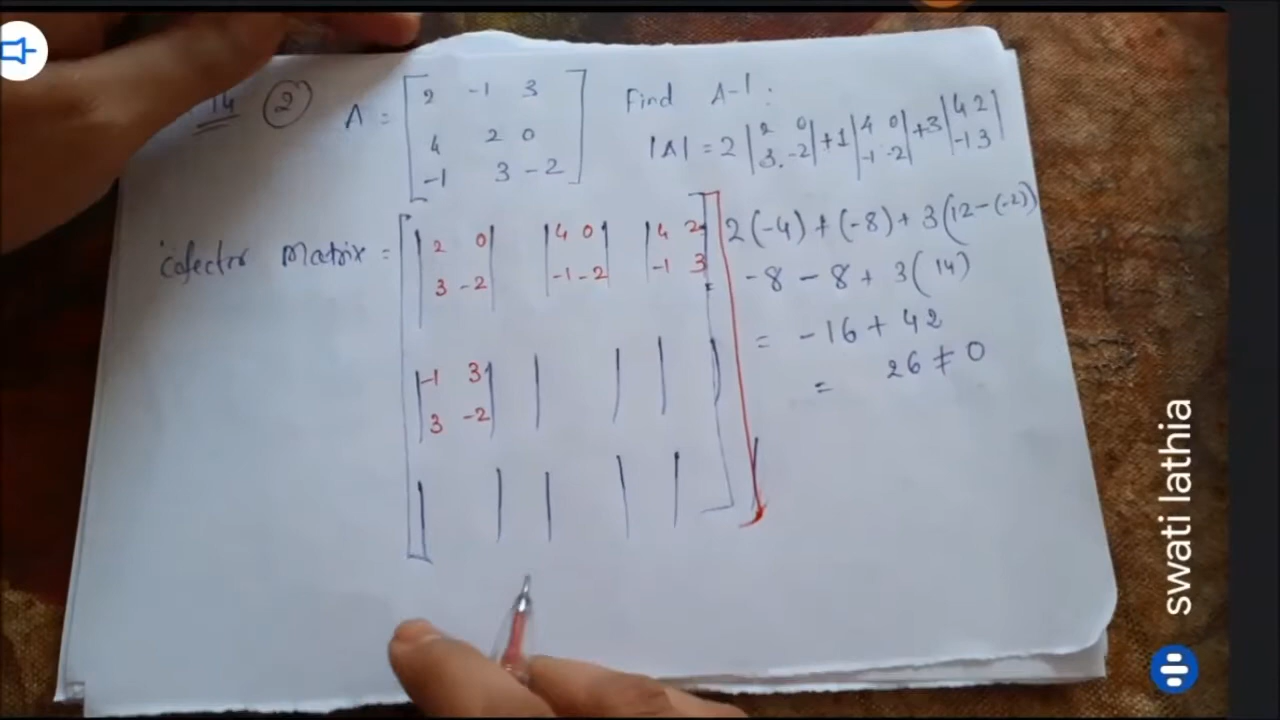 14 2 A = 2 -1 3 Find A-1 :
4 2 0 |A| = 2 |2 0 +1 |4 0 +3 |4 2
-1 3 -2 3. -2| -1 -2| -1 3|
Cofector Matrix = 2 0 4 0 4 2 2(-4) + (-8) + 3(12-(-2))
3 -2 -1 -2 -1 3 -8 - 8 + 3(14)
= -16 + 42
-1 3 = 26 ≠ 0
3 -2
swati lathia